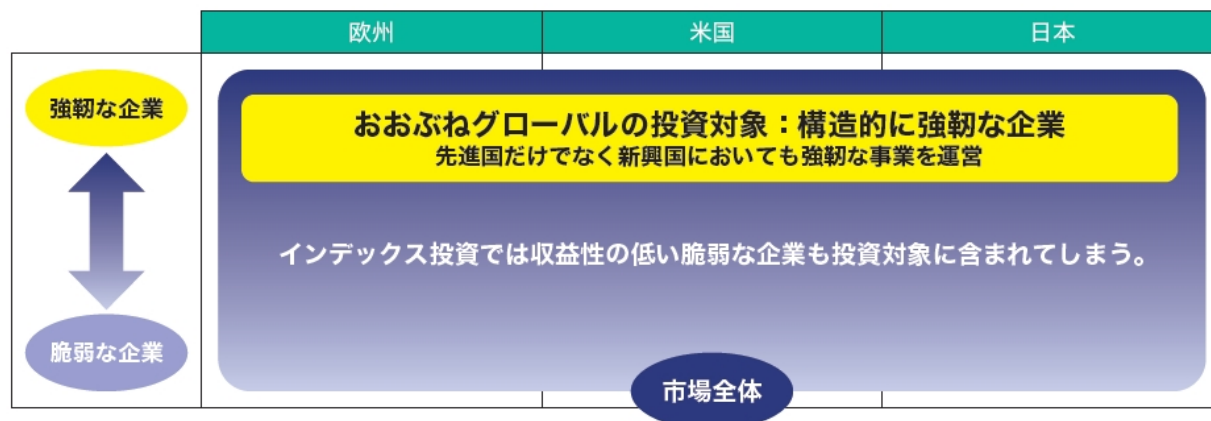 欧州
米国
日本
強靭な企業
おおぶねグローバルの投資対象：構造的に強靭な企業
先進国だけでなく新興国においても強靭な事業を運営
インデックス投資では収益性の低い脆弱な企業も投資対象に含まれてしまう。
脆弱な企業
市場全体